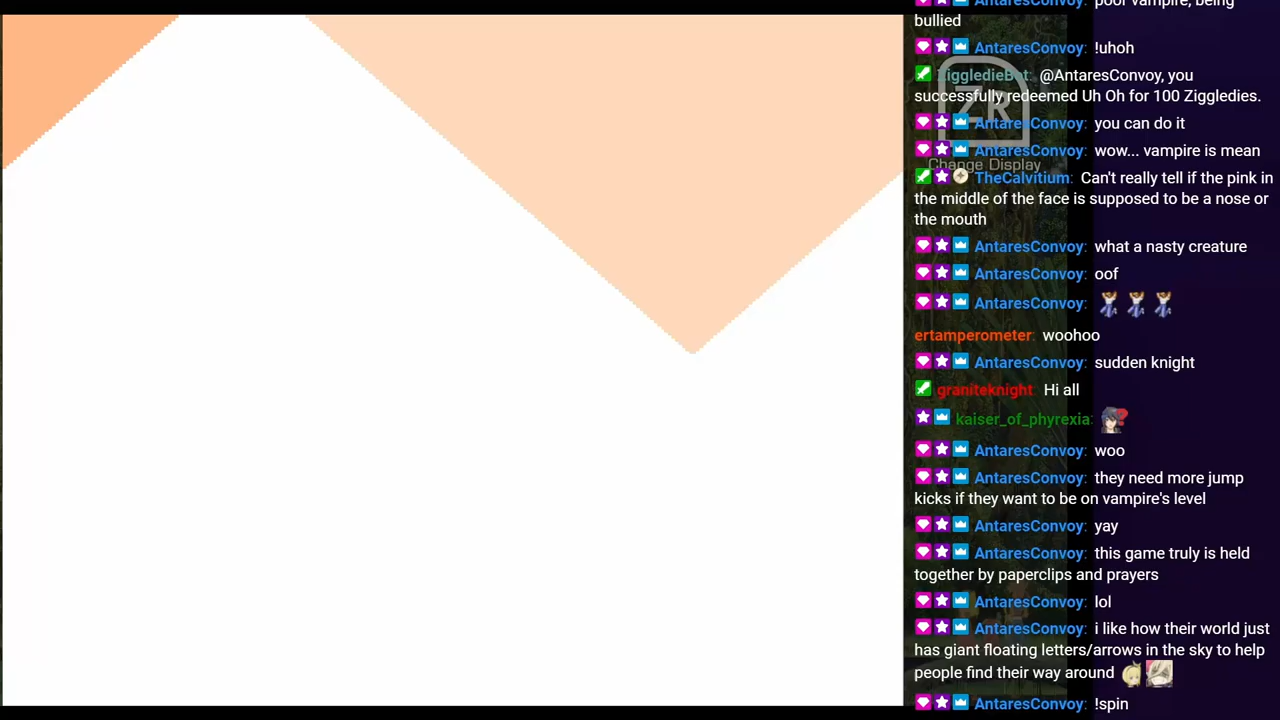 poor vampire, being
bullied
AntaresConvoy: !uhoh
ZiggledieBot: @AntaresConvoy, you
successfully redeemed Uh Oh for 100 Ziggledies.
AntaresConvoy: you can do it
AntaresConvoy: wow... vampire is mean
ZR
Change Display
TheCalvitium: Can't really tell if the pink in
the middle of the face is supposed to be a nose or
the mouth
AntaresConvoy: what a nasty creature
AntaresConvoy: oof
AntaresConvoy:
ertamperometer: woohoo
AntaresConvoy: sudden knight
graniteknight: Hi all
kaiser_of_phyrexia:
AntaresConvoy: woo
AntaresConvoy: they need more jump
kicks if they want to be on vampire's level
AntaresConvoy: yay
AntaresConvoy: this game truly is held
together by paperclips and prayers
AntaresConvoy: lol
AntaresConvoy: i like how their world just
has giant floating letters/arrows in the sky to help
people find their way around
AntaresConvoy: !spin